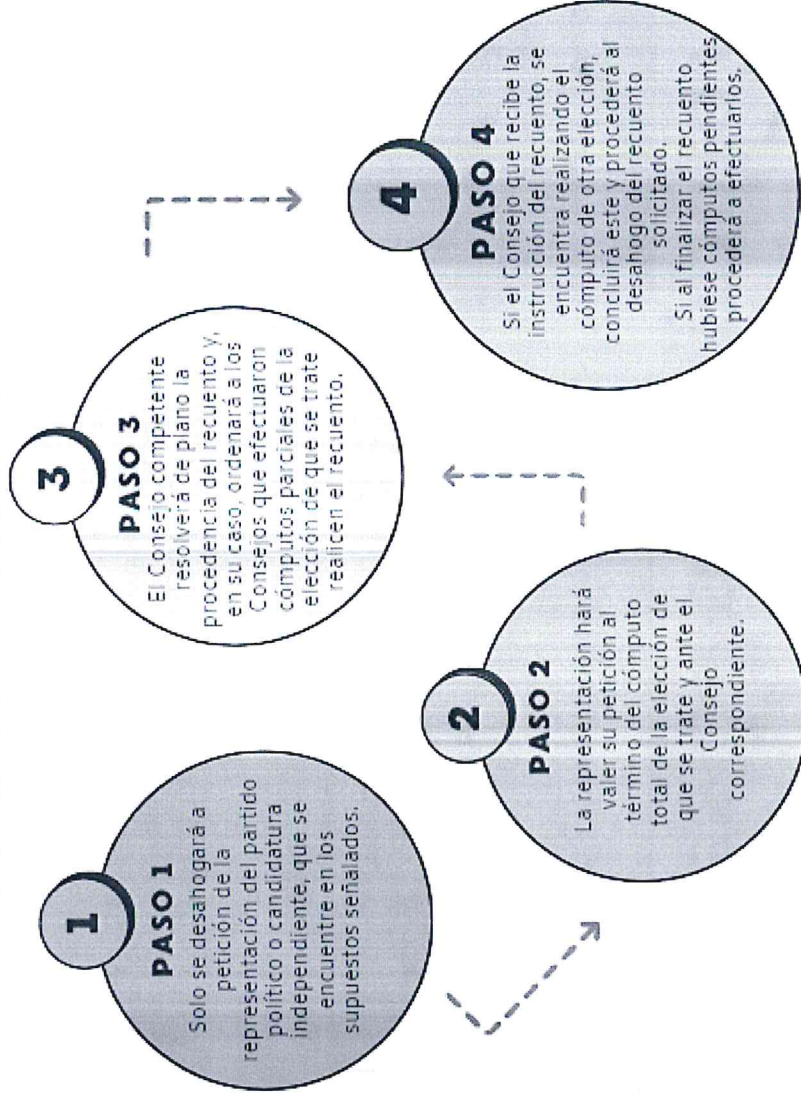 1
PASO 1
Solo se desahogará a
petición de la
representación del partido
político o candidatura
independiente, que se
encuentre en los
supuestos señalados.
2
PASO 2
La representación hará
valer su petición al
término del cómputo
total de la elección de
que se trate y ante el
Consejo
correspondiente.
3
PASO 3
El Consejo competente
resolverá de plano la
procedencia del recuento y,
en su caso, ordenará a los
Consejos que efectuaron
cómputos parciales de la
elección de que se trate
realicen el recuento.
4
PASO 4
Si el Consejo que recibe la
instrucción del recuento, se
encuentra realizando el
cómputo de otra elección,
concluirá este y procederá al
desahogo del recuento
solicitado.
Si al finalizar el recuento
hubiese cómputos pendientes
procederá a efectuarlos.